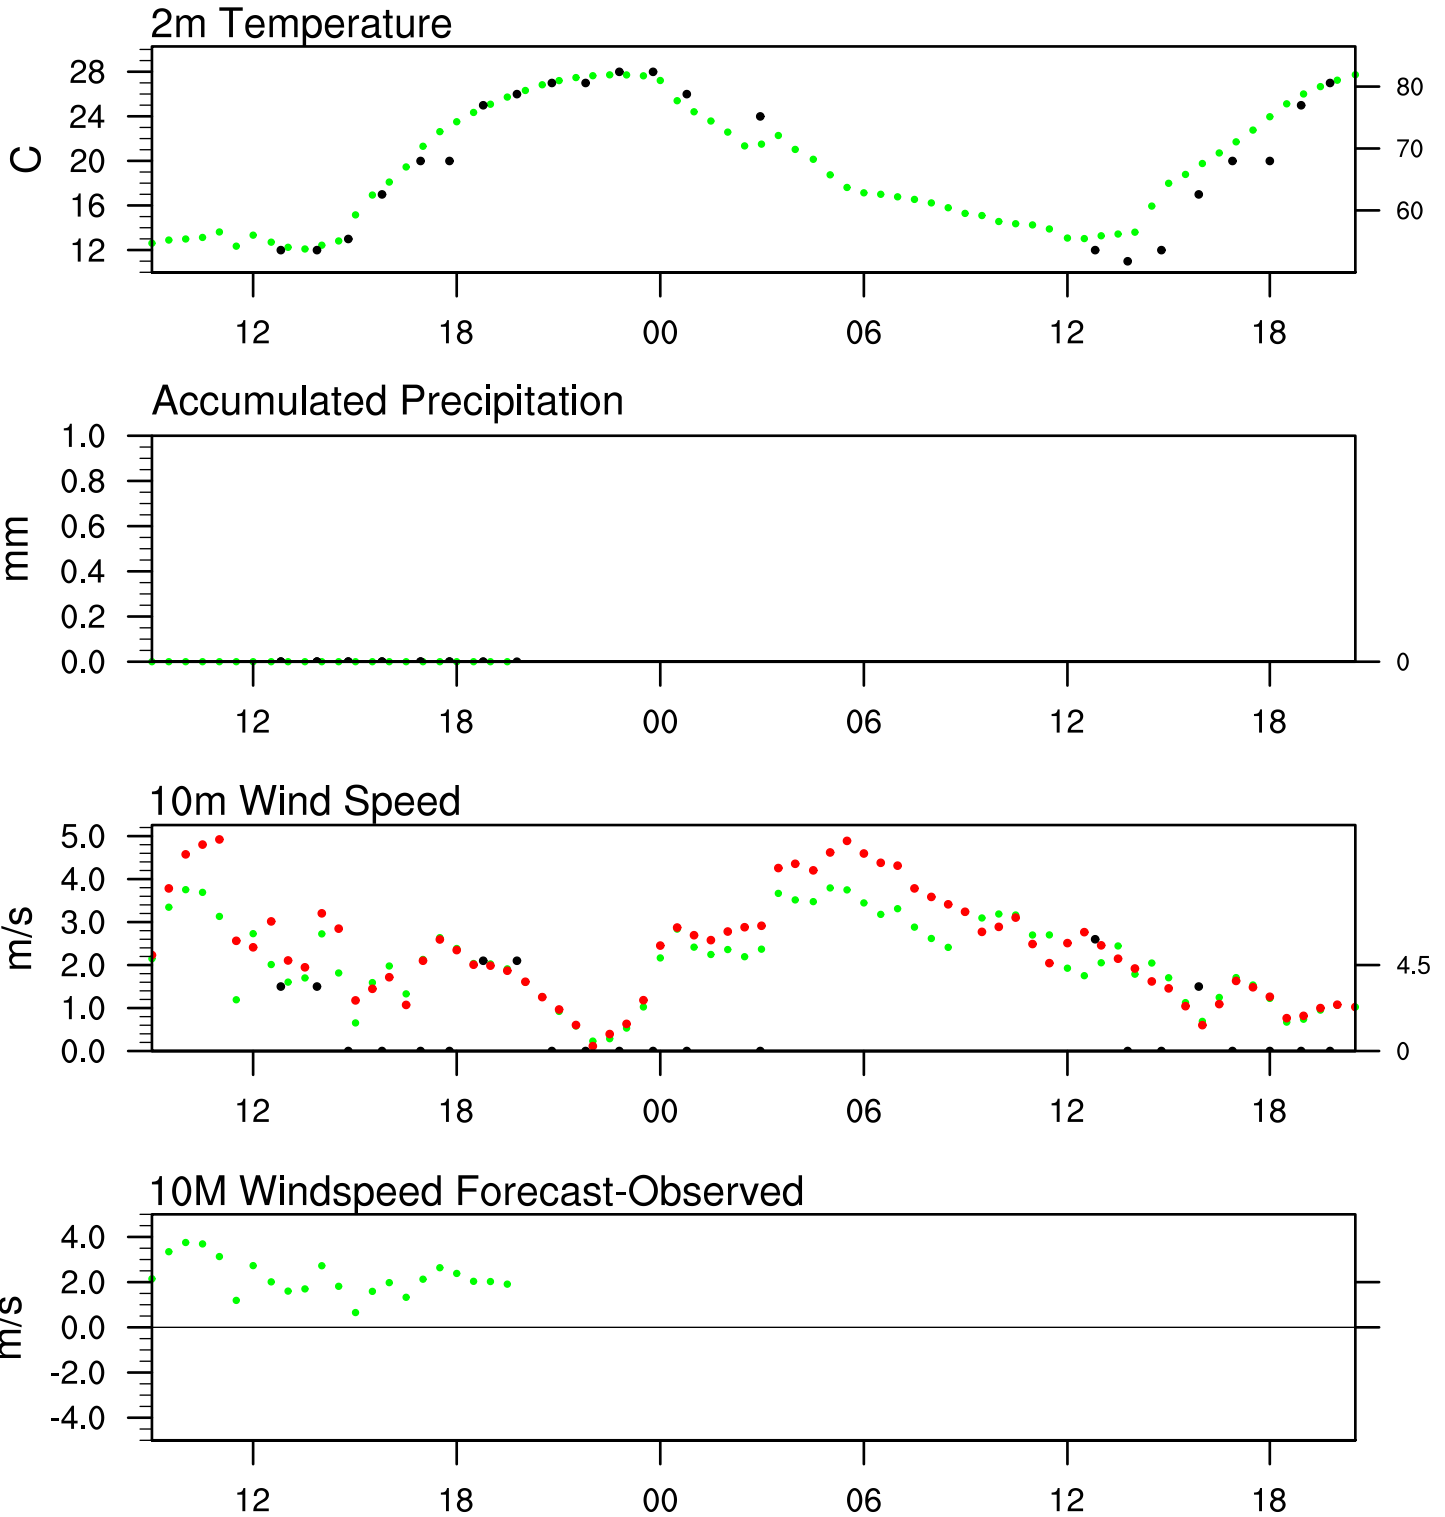 2m Temperature
28
24
20
16
12
C
80
70
60
12 18 00 06 12 18
Accumulated Precipitation
1.0
0.8
0.6
0.4
0.2
0.0
mm
0
12 18 00 06 12 18
10m Wind Speed
5.0
4.0
3.0
2.0
1.0
0.0
m/s
4.5
0
12 18 00 06 12 18
10M Windspeed Forecast-Observed
4.0
2.0
0.0
-2.0
-4.0
m/s
12 18 00 06 12 18